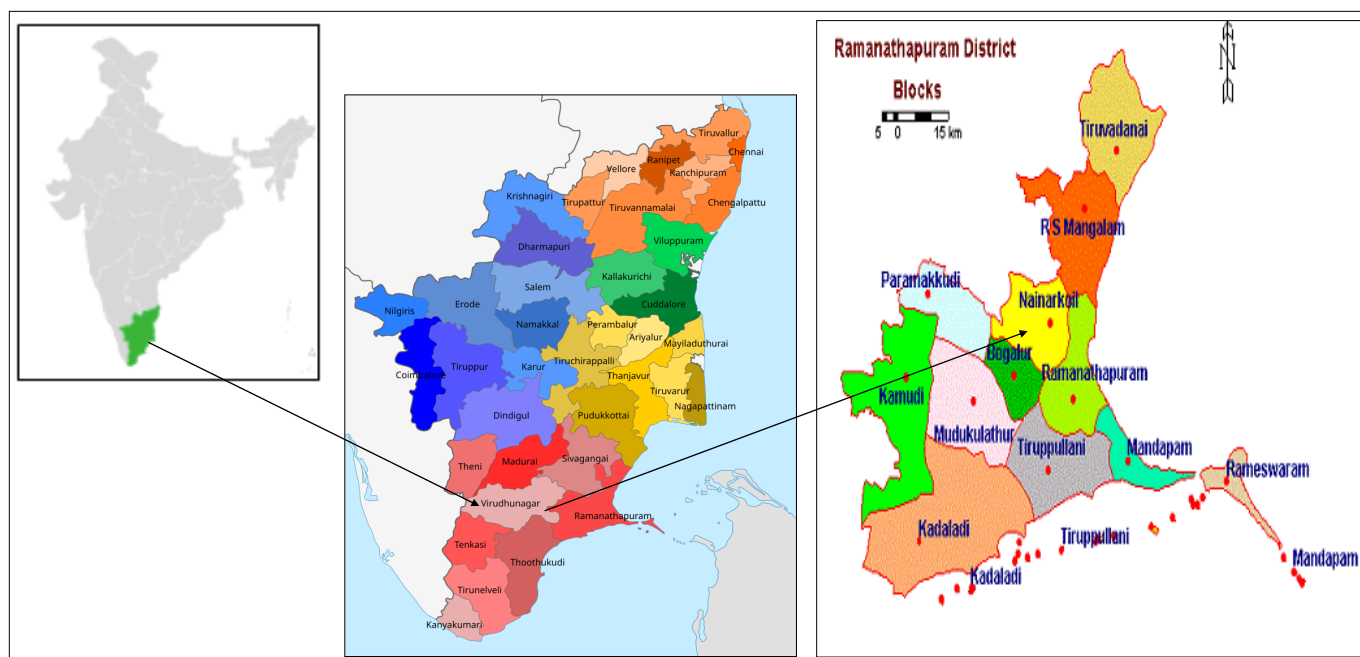 Tiruvallur
Chennai
Ranipet
Vellore
Kanchipuram
Krishnagiri
Tirupattur
Tiruvannamalai
Chengalpattu
Dharmapuri
Viluppuram
Kallakurichi
Salem
Erode
Cuddalore
Nilgiris
Namakkal
Perambalur
Ariyalur
Mayiladuthurai
Coimbatore
Tiruppur
Karur
Tiruchirappalli
Thanjavur
Tiruvarur
Nagapattinam
Dindigul
Pudukkottai
Theni
Madurai
Sivagangai
Virudhunagar
Ramanathapuram
Tenkasi
Thoothukudi
Tirunelveli
Kanyakumari
Ramanathapuram District
Blocks
5 0 15 km
N
Tiruvadanai
R S Mangalam
Paramakkudi
Nainarkoil
Bogalur
Ramanathapuram
Kamudi
Mudukulathur
Tiruppullani
Mandapam
Rameswaram
Kadaladi
Tiruppullani
Kadaladi
Mandapam